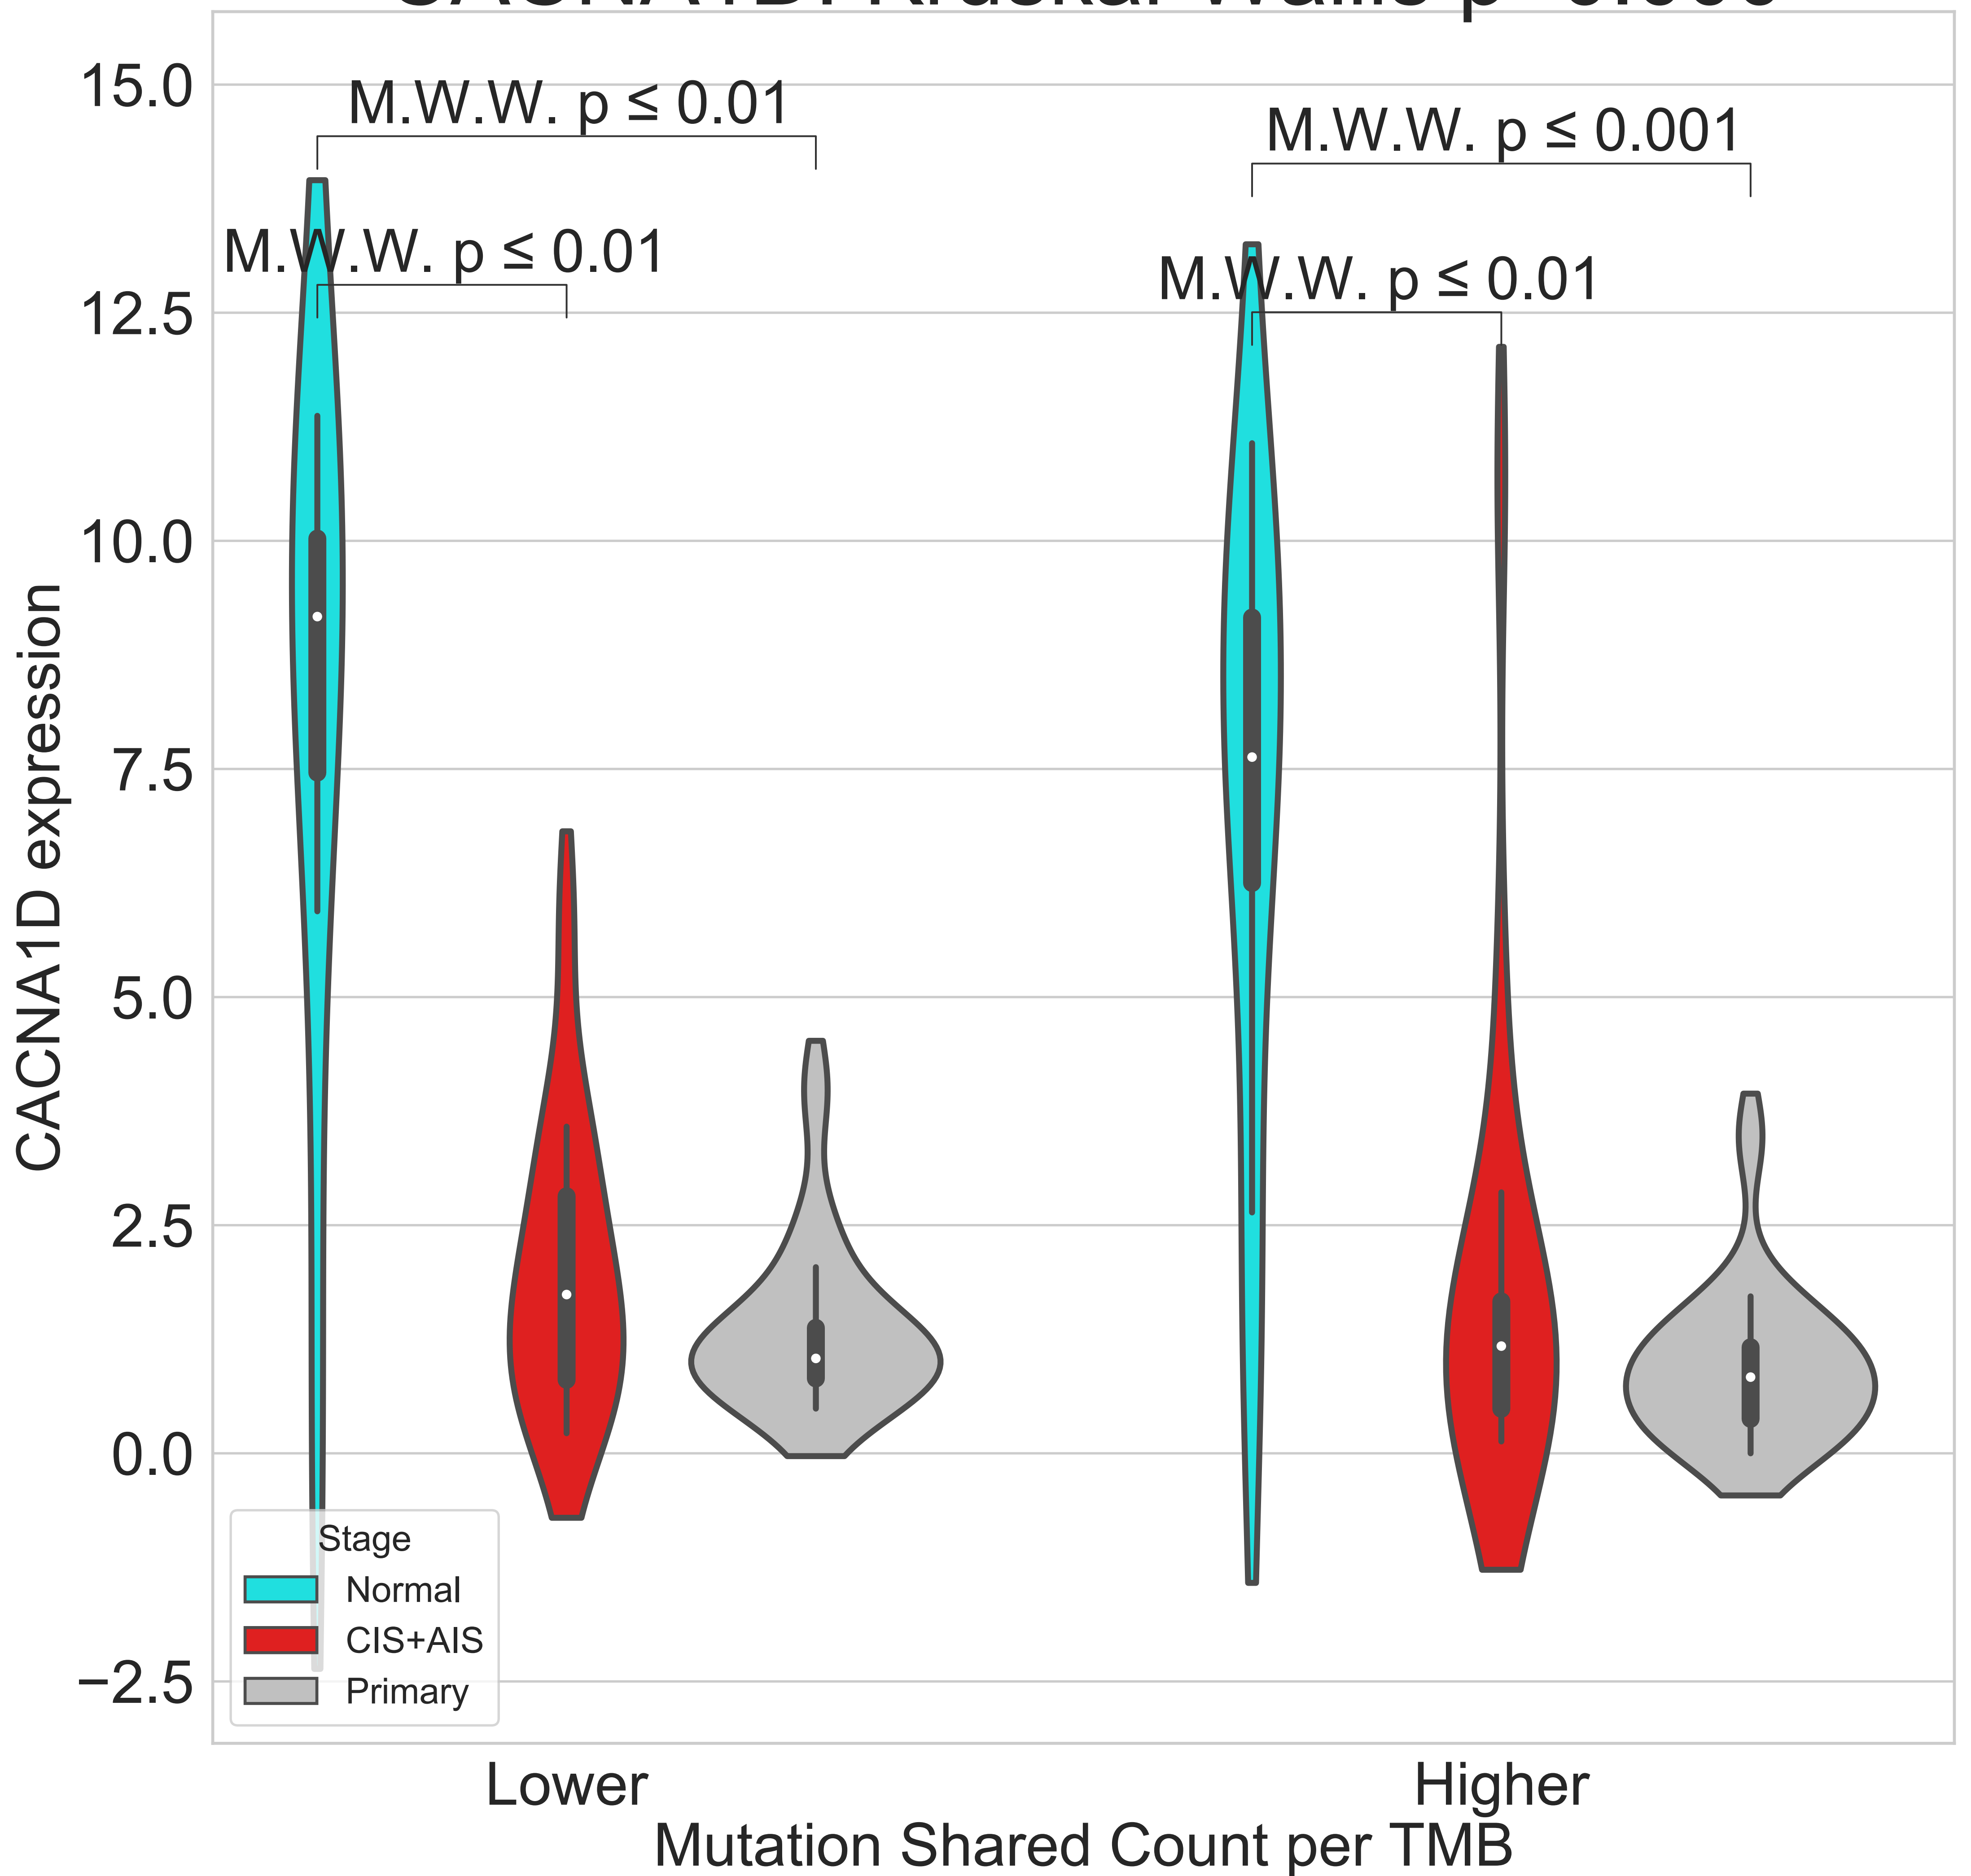 15.0
12.5
10.0
7.5
5.0
2.5
0.0
−2.5
CACNA1D expression
M.W.W. p ≤ 0.01
M.W.W. p ≤ 0.01
M.W.W. p ≤ 0.001
M.W.W. p ≤ 0.01
Stage
Normal
CIS+AIS
Primary
Lower
Higher
Mutation Shared Count per TMB